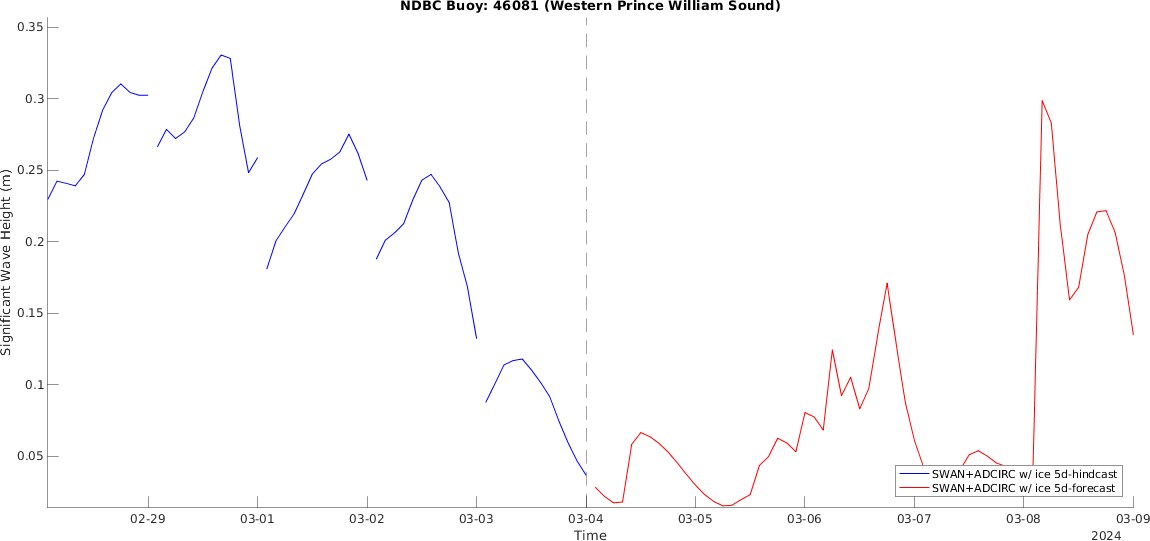 NDBC Buoy: 46081 (Western Prince William Sound)
0.35
0.3
0.25
0.2
0.15
0.1
0.05
Significant Wave Height (m)
SWAN+ADCIRC w/ ice 5d-hindcast
SWAN+ADCIRC w/ ice 5d-forecast
02-29 03-01 03-02 03-03 03-04 03-05 03-06 03-07 03-08 03-09
Time
2024